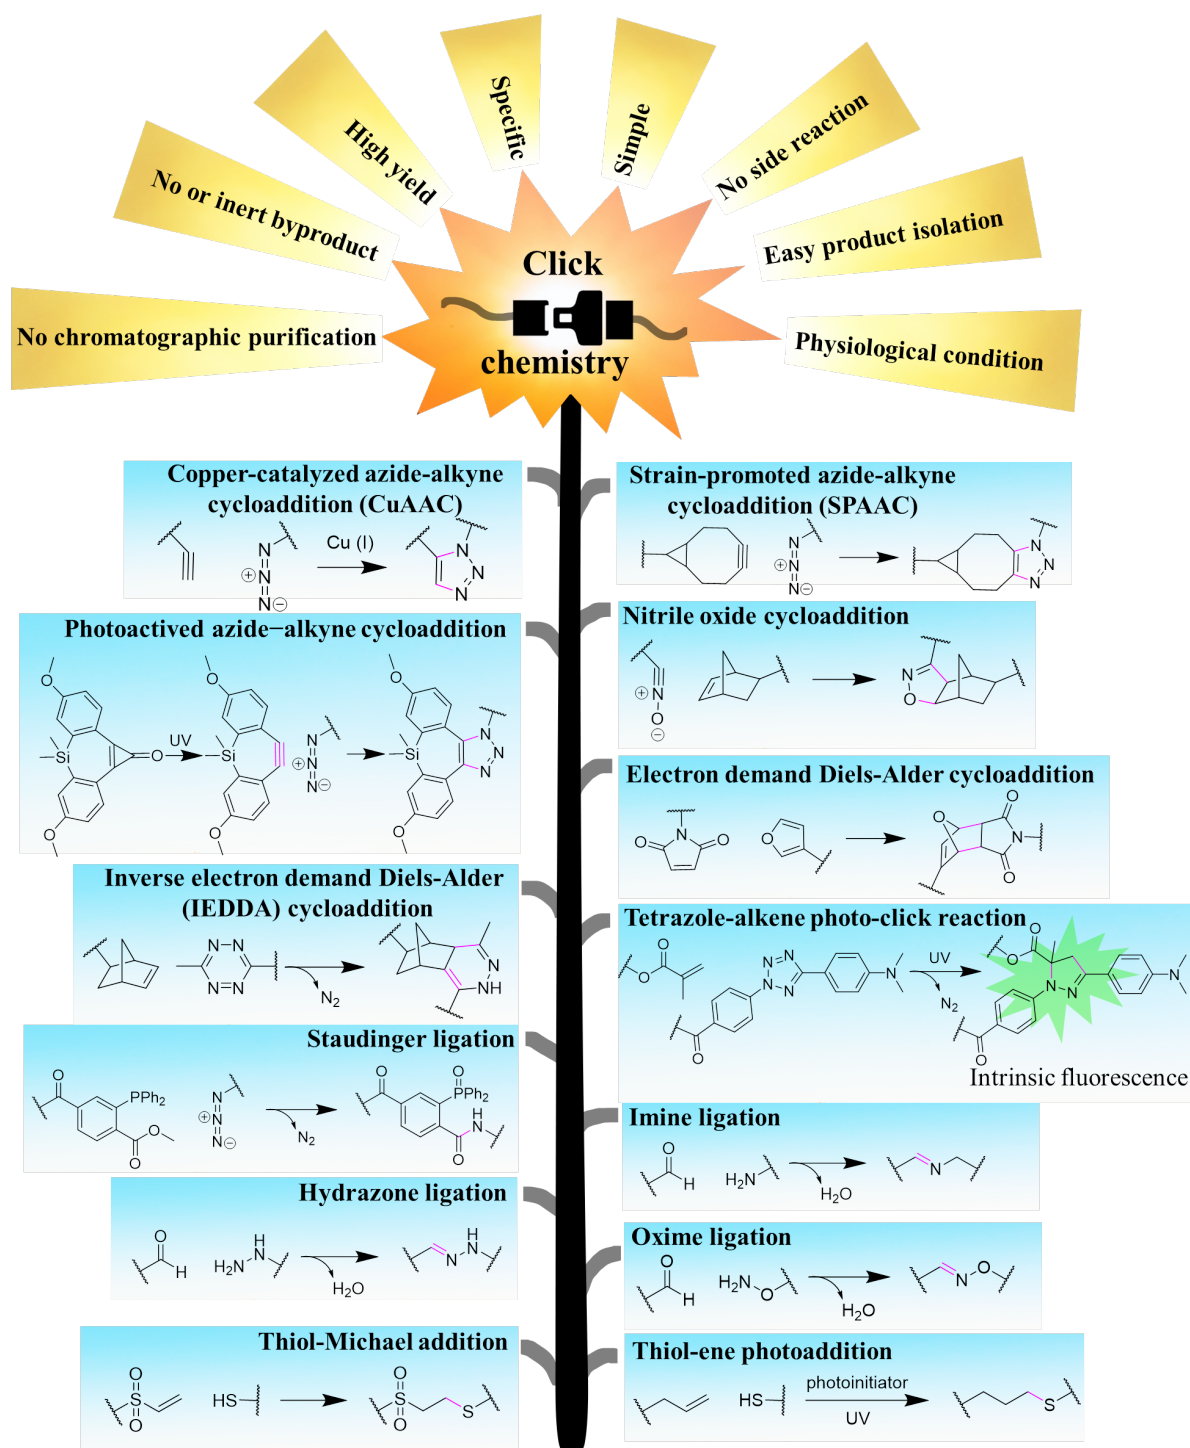 No chromatographic purification
No or inert byproduct
High yield
Specific
Simple
No side reaction
Easy product isolation
Physiological condition
Click
chemistry
Copper-catalyzed azide-alkyne
cycloaddition (CuAAC)
N
N
N
⊕
⊖
Cu (I)
N
N
N
Strain-promoted azide-alkyne
cycloaddition (SPAAC)
N
N
N
⊕
⊖
N
N
N
Photoactived azide−alkyne cycloaddition
O
Si
O
O
UV
O
Si
O
N
N
N
⊕
⊖
O
Si
O
N
N
N
Nitrile oxide cycloaddition
N
⊕
O
⊖
N
O
Electron demand Diels-Alder cycloaddition
N
O
O
O
O
O
N
O
Inverse electron demand Diels-Alder
(IEDDA) cycloaddition
N
N
N
N
N2
N
NH
Tetrazole-alkene photo-click reaction
O
O
N
N
N
N
N
O
UV
N2
O
O
N
N
N
O
Intrinsic fluorescence
Staudinger ligation
O
PPh2
O
O
N
N
N
⊕
⊖
N2
O
O
PPh2
H
N
O
Imine ligation
O
H
H2N
H2O
N
Hydrazone ligation
O
H
H2N
N
H
H2O
N
N
H
Oxime ligation
O
H
H2N
O
H2O
N
O
Thiol-Michael addition
O
S
O
HS
O
S
O
S
Thiol-ene photoaddition
HS
photoinitiator
UV
S